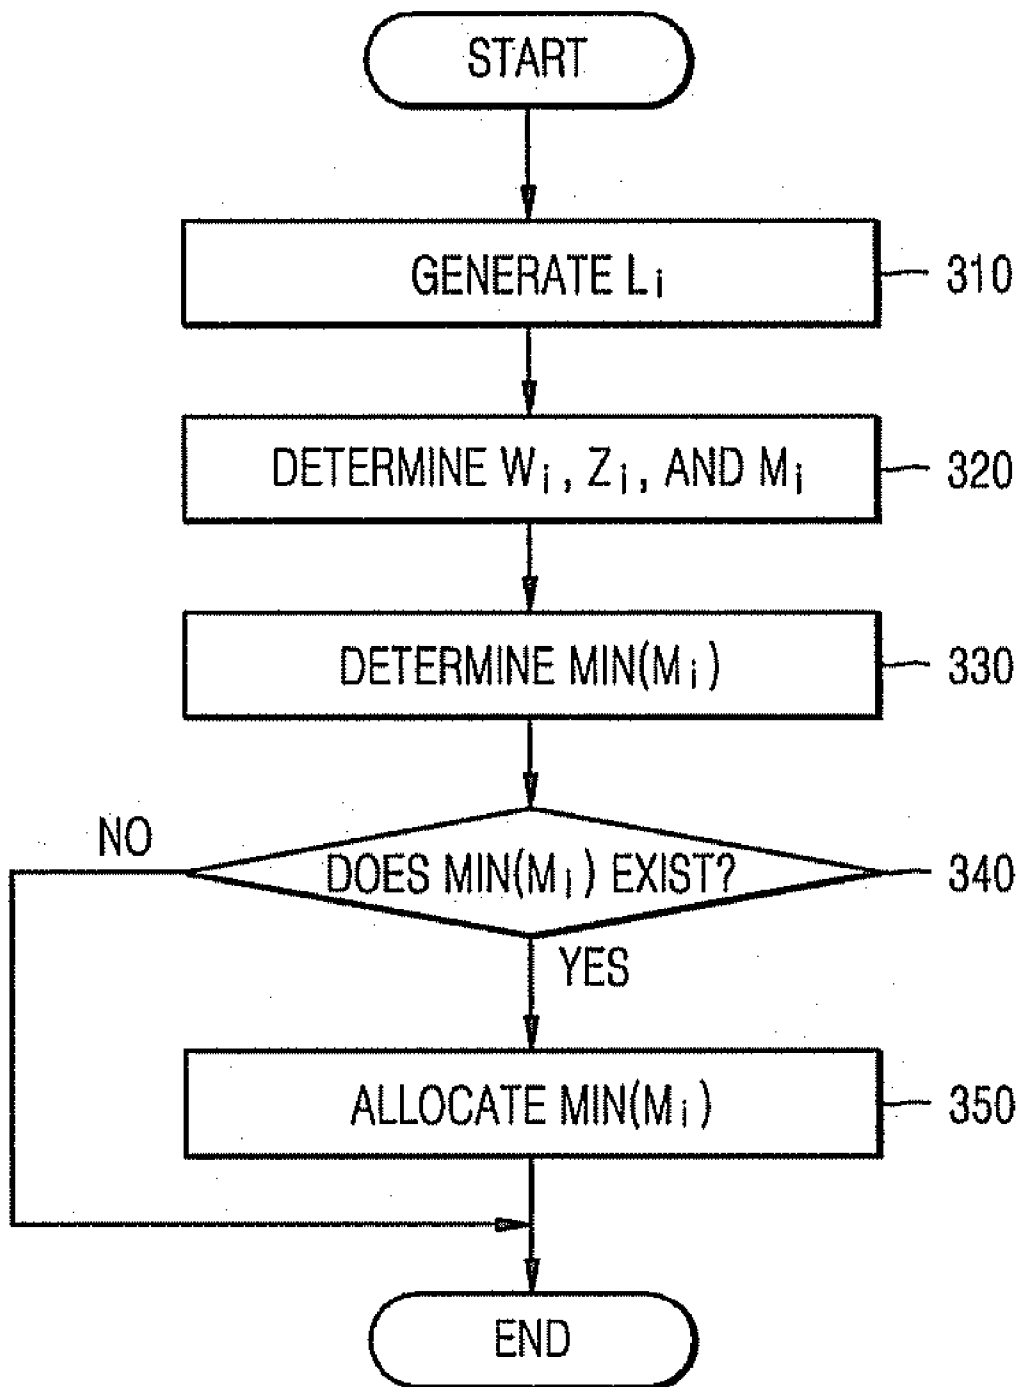 START
GENERATE Li
310
DETERMINE Wi, Zi, AND Mi
320
DETERMINE MIN(Mi)
330
NO
DOES MIN(Mi) EXIST?
340
YES
ALLOCATE MIN(Mi)
350
END